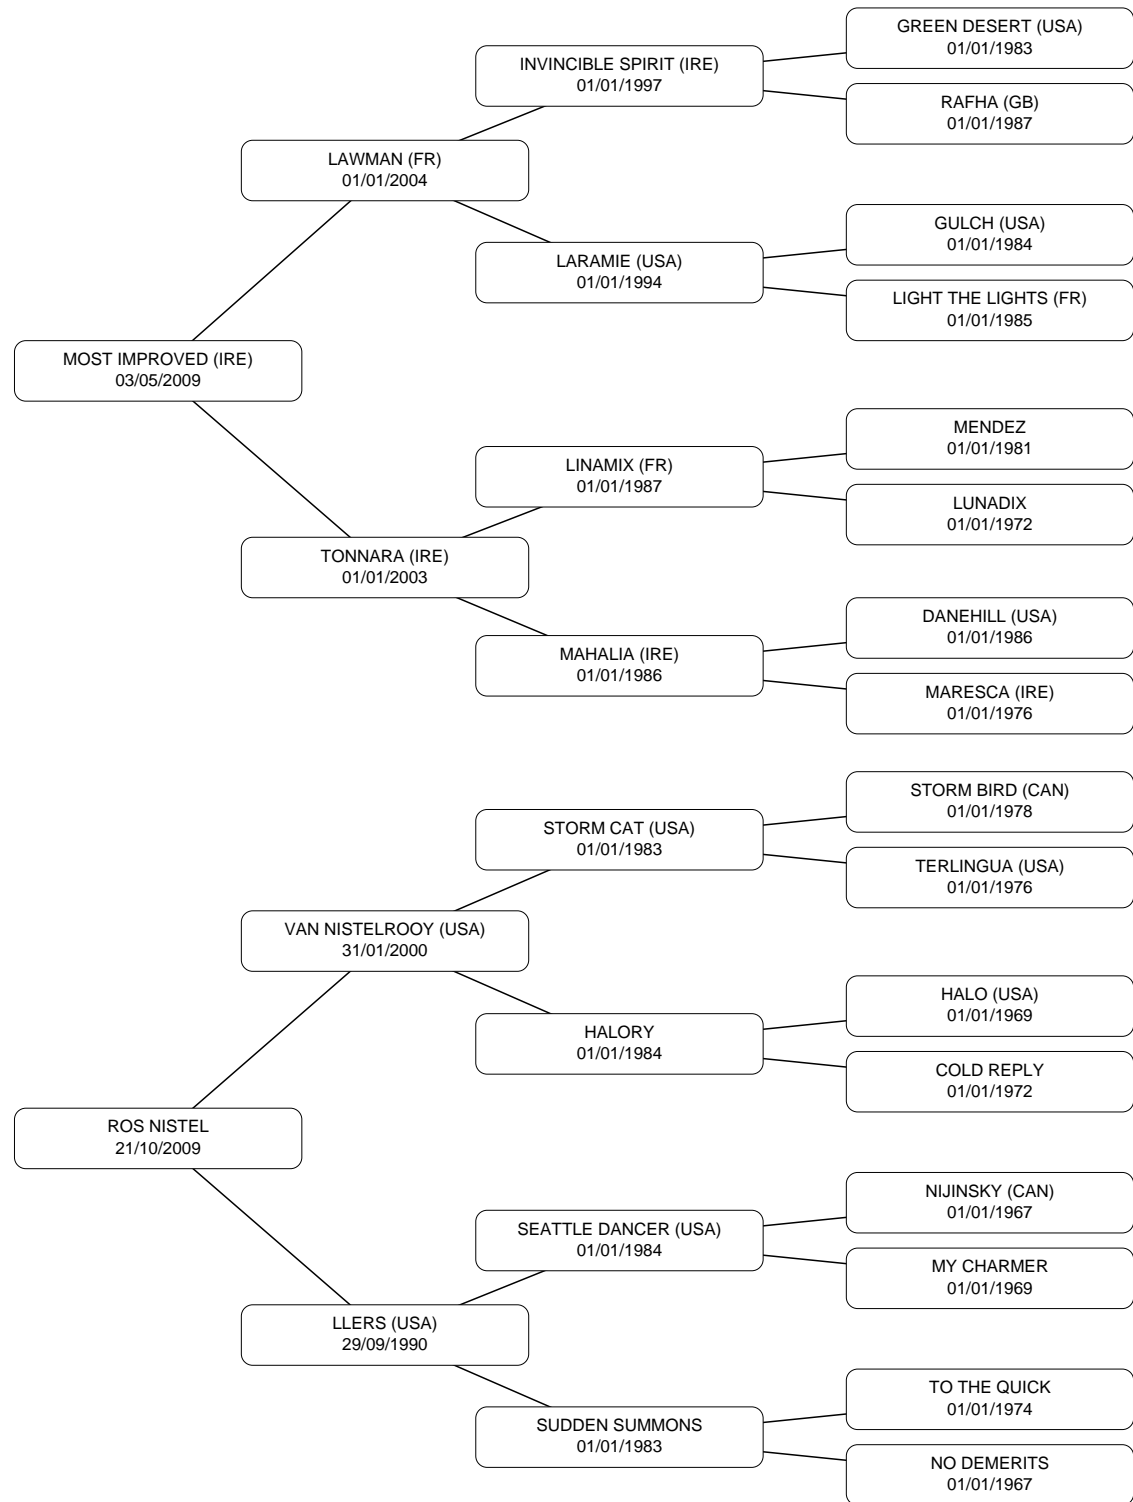 GREEN DESERT (USA)
01/01/1983
INVINCIBLE SPIRIT (IRE)
01/01/1997
RAFHA (GB)
01/01/1987
LAWMAN (FR)
01/01/2004
GULCH (USA)
01/01/1984
LARAMIE (USA)
01/01/1994
LIGHT THE LIGHTS (FR)
01/01/1985
MOST IMPROVED (IRE)
03/05/2009
MENDEZ
01/01/1981
LINAMIX (FR)
01/01/1987
LUNADIX
01/01/1972
TONNARA (IRE)
01/01/2003
DANEHILL (USA)
01/01/1986
MAHALIA (IRE)
01/01/1986
MARESCA (IRE)
01/01/1976
STORM BIRD (CAN)
01/01/1978
STORM CAT (USA)
01/01/1983
TERLINGUA (USA)
01/01/1976
VAN NISTELROOY (USA)
31/01/2000
HALO (USA)
01/01/1969
HALORY
01/01/1984
COLD REPLY
01/01/1972
ROS NISTEL
21/10/2009
NIJINSKY (CAN)
01/01/1967
SEATTLE DANCER (USA)
01/01/1984
MY CHARMER
01/01/1969
LLERS (USA)
29/09/1990
TO THE QUICK
01/01/1974
SUDDEN SUMMONS
01/01/1983
NO DEMERITS
01/01/1967